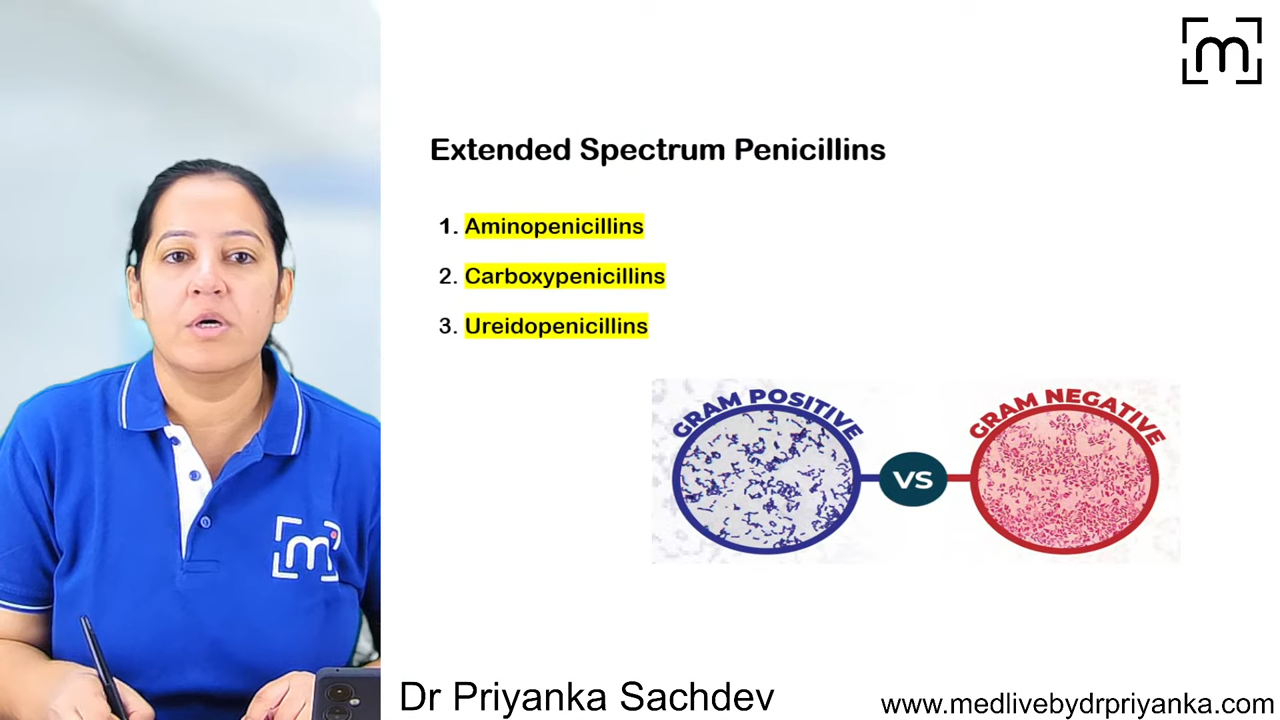 m
Extended Spectrum Penicillins
1. Aminopenicillins
2. Carboxypenicillins
3. Ureidopenicillins
GRAM POSITIVE
VS
GRAM NEGATIVE
m
Dr Priyanka Sachdev
www.medlivebydrpriyanka.com